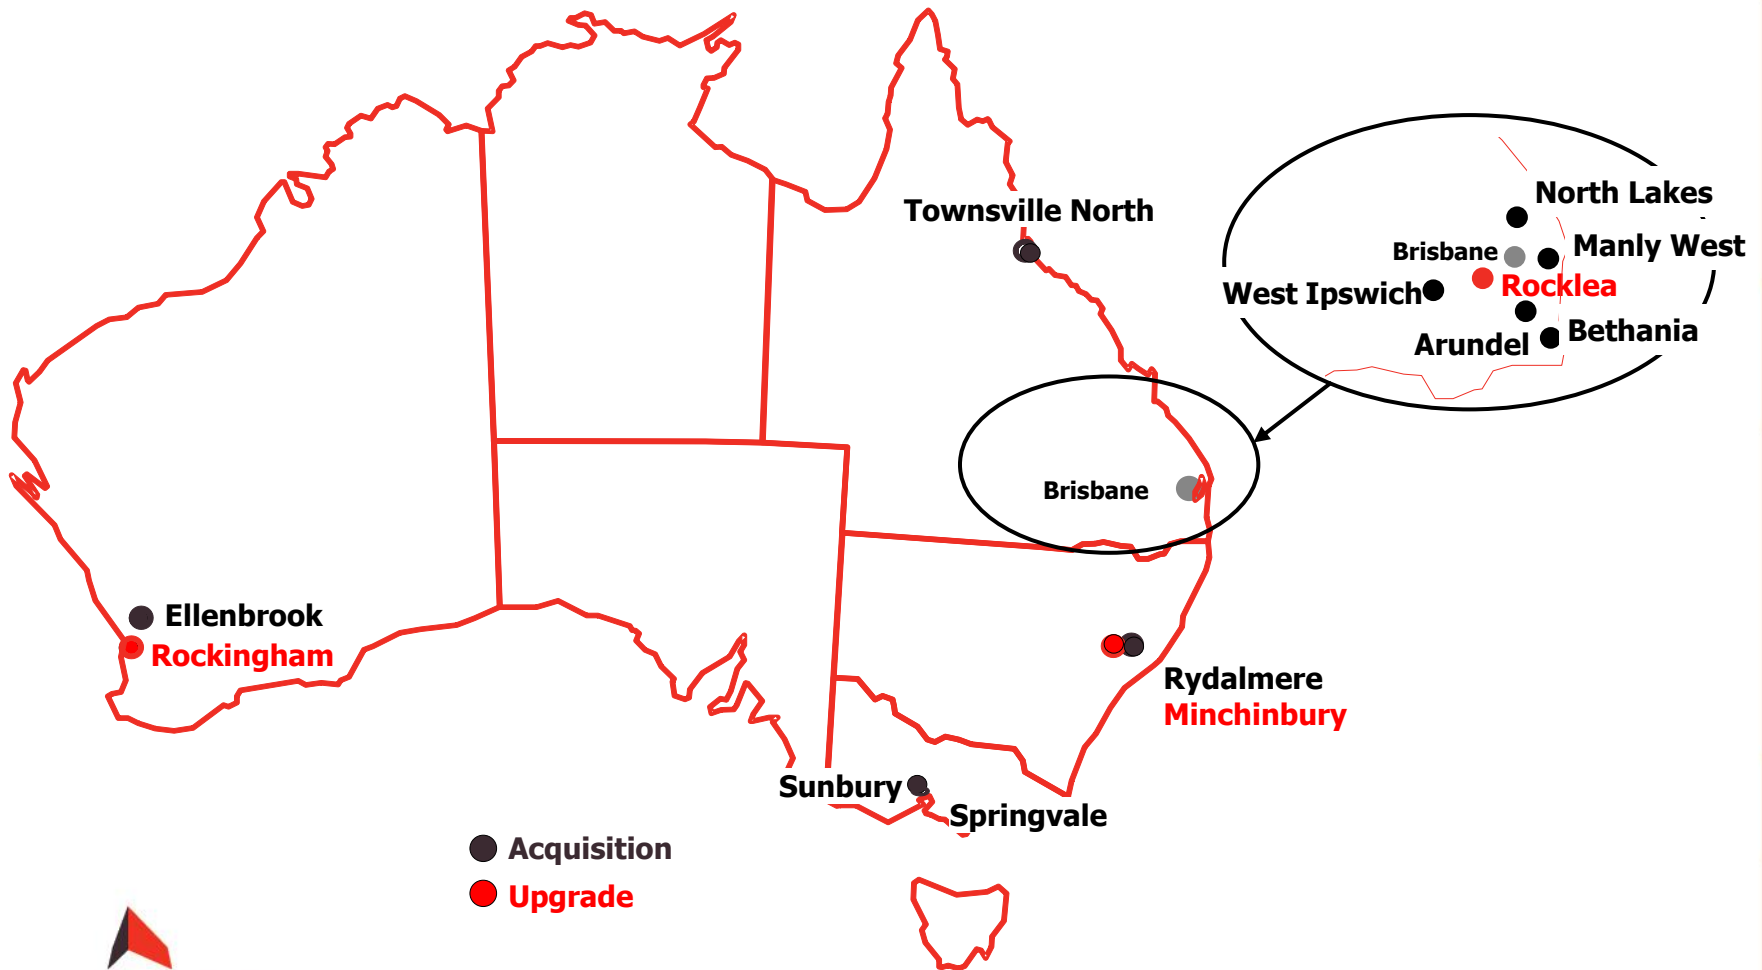 North Lakes
Townsville North
Brisbane
Manly West
West Ipswich
Rocklea
Arundel
Bethania
Brisbane
Ellenbrook
Rockingham
Rydalmere
Minchinbury
Sunbury
Springvale
Acquisition
Upgrade